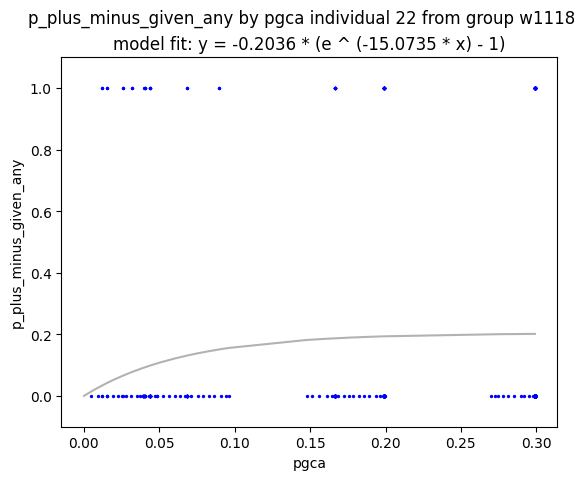 p_plus_minus_given_any by pgca individual 22 from group w1118
model fit: y = -0.2036 * (e ^ (-15.0735 * x) - 1)
1.0
0.8
0.6
0.4
0.2
0.0
p_plus_minus_given_any
0.00 0.05 0.10 0.15 0.20 0.25 0.30
pgca